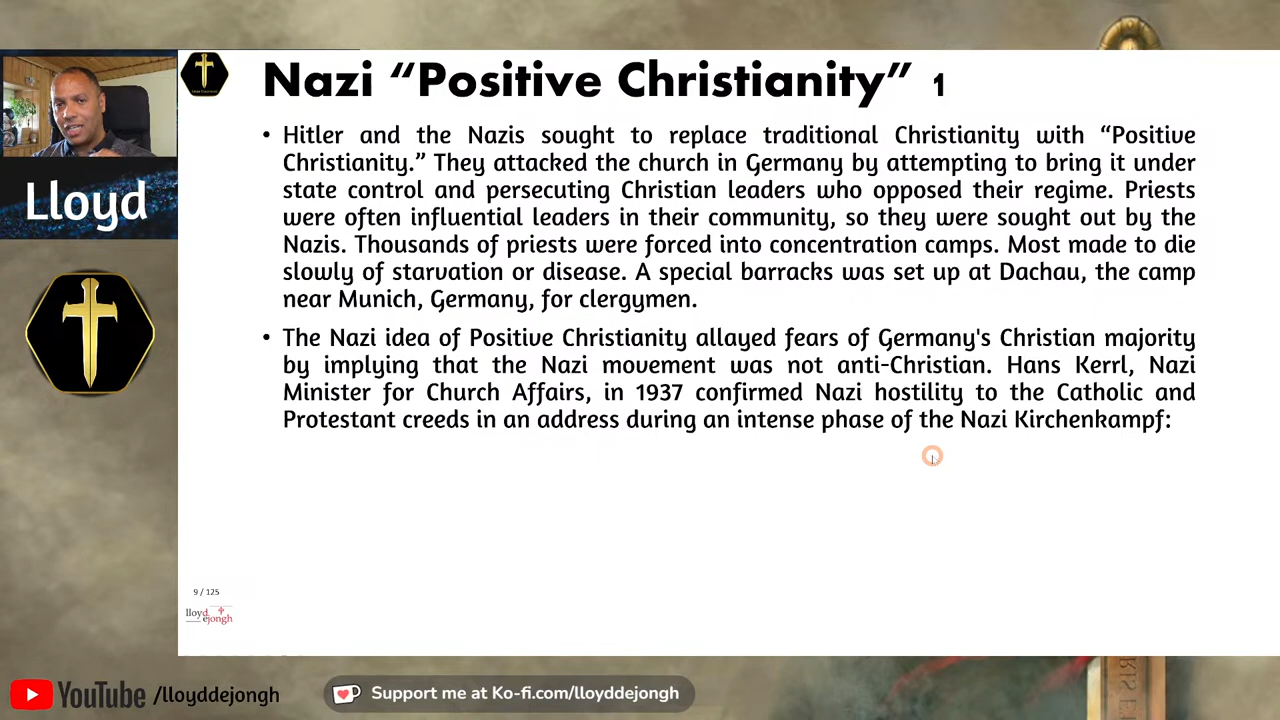 Nazi “Positive Christianity” 1
• Hitler and the Nazis sought to replace traditional Christianity with “Positive
Christianity.” They attacked the church in Germany by attempting to bring it under
state control and persecuting Christian leaders who opposed their regime. Priests
were often influential leaders in their community, so they were sought out by the
Nazis. Thousands of priests were forced into concentration camps. Most made to die
slowly of starvation or disease. A special barracks was set up at Dachau, the camp
near Munich, Germany, for clergymen.
• The Nazi idea of Positive Christianity allayed fears of Germany's Christian majority
by implying that the Nazi movement was not anti-Christian. Hans Kerrl, Nazi
Minister for Church Affairs, in 1937 confirmed Nazi hostility to the Catholic and
Protestant creeds in an address during an intense phase of the Nazi Kirchenkampf:
Lloyd
9 / 125
lloyd
ejongh
YouTube /lloyddejongh
Support me at Ko-fi.com/lloyddejongh